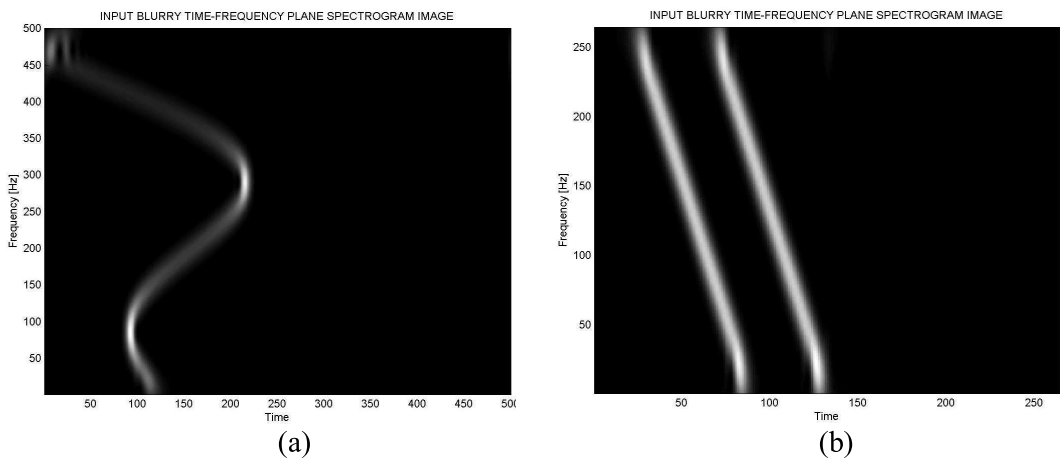 INPUT BLURRY TIME-FREQUENCY PLANE SPECTROGRAM IMAGE
500
450
400
350
300
250
200
150
100
50
Frequency [Hz]
50 100 150 200 250 300 350 400 450 500
Time
(a)
INPUT BLURRY TIME-FREQUENCY PLANE SPECTROGRAM IMAGE
250
200
150
100
50
Frequency [Hz]
50 100 150 200 250
Time
(b)